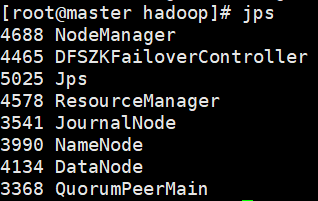 [root@master hadoop]# jps
4688 NodeManager
4465 DFSZKFailoverController
5025 Jps
4578 ResourceManager
3541 JournalNode
3990 NameNode
4134 DataNode
3368 QuorumPeerMain